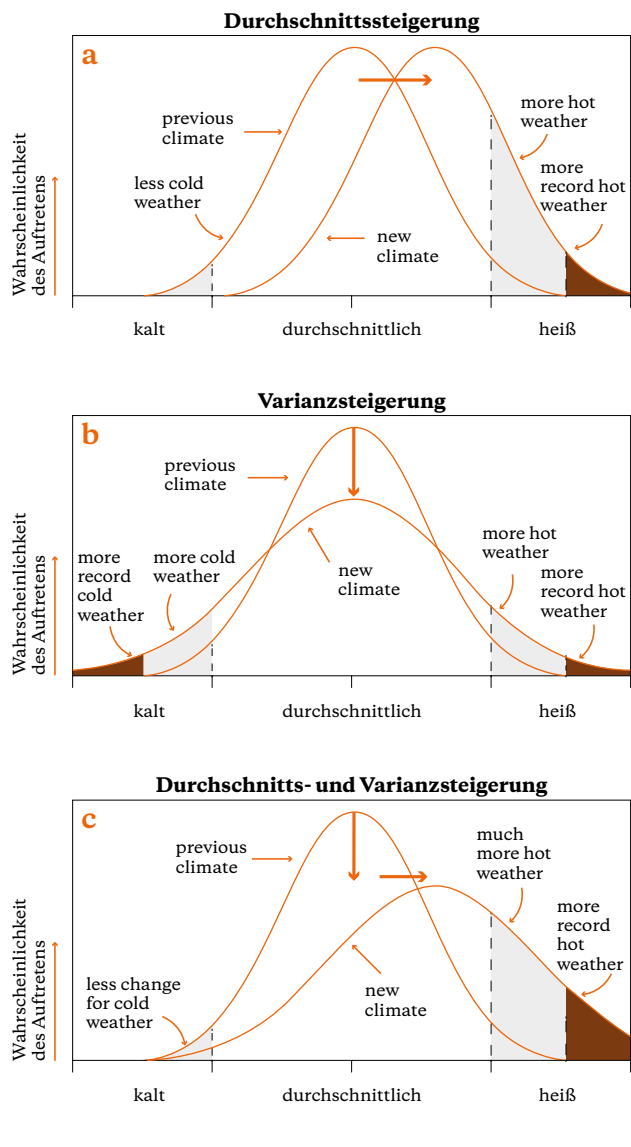 Durchschnittssteigerung
a
previous
climate
less cold
weather
new
climate
more hot
weather
more
record hot
weather
Wahrscheinlichkeit
des Auftretens
kalt
durchschnittlich
heiß
Varianzsteigerung
b
previous
climate
more
record
cold
weather
more cold
weather
new
climate
more hot
weather
more
record hot
weather
Wahrscheinlichkeit
des Auftretens
kalt
durchschnittlich
heiß
Durchschnitts- und Varianzsteigerung
c
previous
climate
much
more hot
weather
more
record
hot
weather
less change
for cold
weather
new
climate
Wahrscheinlichkeit
des Auftretens
kalt
durchschnittlich
heiß